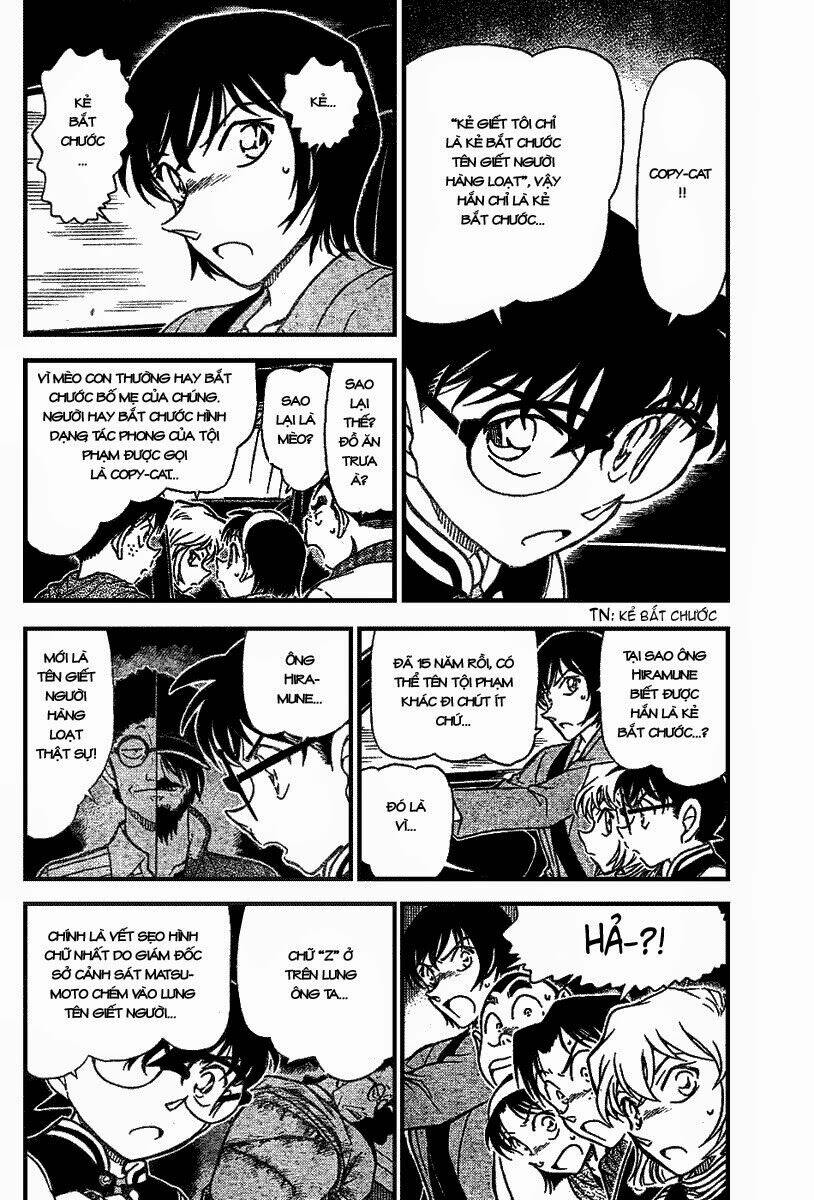 COPY-CAT
!!
"KẺ GIẾT TÔI CHỈ
LÀ KẺ BẮT CHƯỚC
TÊN GIẾT NGƯỜI
HÀNG LOẠT", VẬY
HẮN CHỈ LÀ KẺ
BẮT CHƯỚC...
KẺ...
KẺ
BẮT
CHƯỚC
...
SAO
LẠI
THẾ?
ĐỒ ĂN
TRƯA
À?
SAO
LẠI LÀ
MÈO?
VÌ MÈO CON THƯỜNG HAY BẮT
CHƯỚC BỐ MẸ CỦA CHÚNG.
NGƯỜI HAY BẮT CHƯỚC HÌNH
DẠNG TÁC PHONG CỦA TỘI
PHẠM ĐƯỢC GỌI
LÀ COPY-CAT...
TN: KẺ BẮT CHƯỚC
TẠI SAO ÔNG
HIRAMUNE
BIẾT ĐƯỢC
HẮN LÀ KẺ
BẮT CHƯỚC...?
ĐÃ 15 NĂM RỒI, CÓ
THỂ TÊN TỘI PHẠM
KHÁC ĐI CHÚT ÍT
CHỨ...
ĐÓ LÀ
VÌ...
ÔNG
HIRA-
MUNE...
MỚI LÀ
TÊN GIẾT
NGƯỜI
HÀNG
LOẠT
THẬT SỰ!
HẢ-?!
CHỮ "Z" Ở
TRÊN LƯNG
ÔNG TA...
CHÍNH LÀ VẾT SẸO HÌNH
CHỮ NHẤT DO GIÁM ĐỐC
SỞ CẢNH SÁT MATSU-
MOTO CHÉM VÀO LƯNG
TÊN GIẾT NGƯỜI...